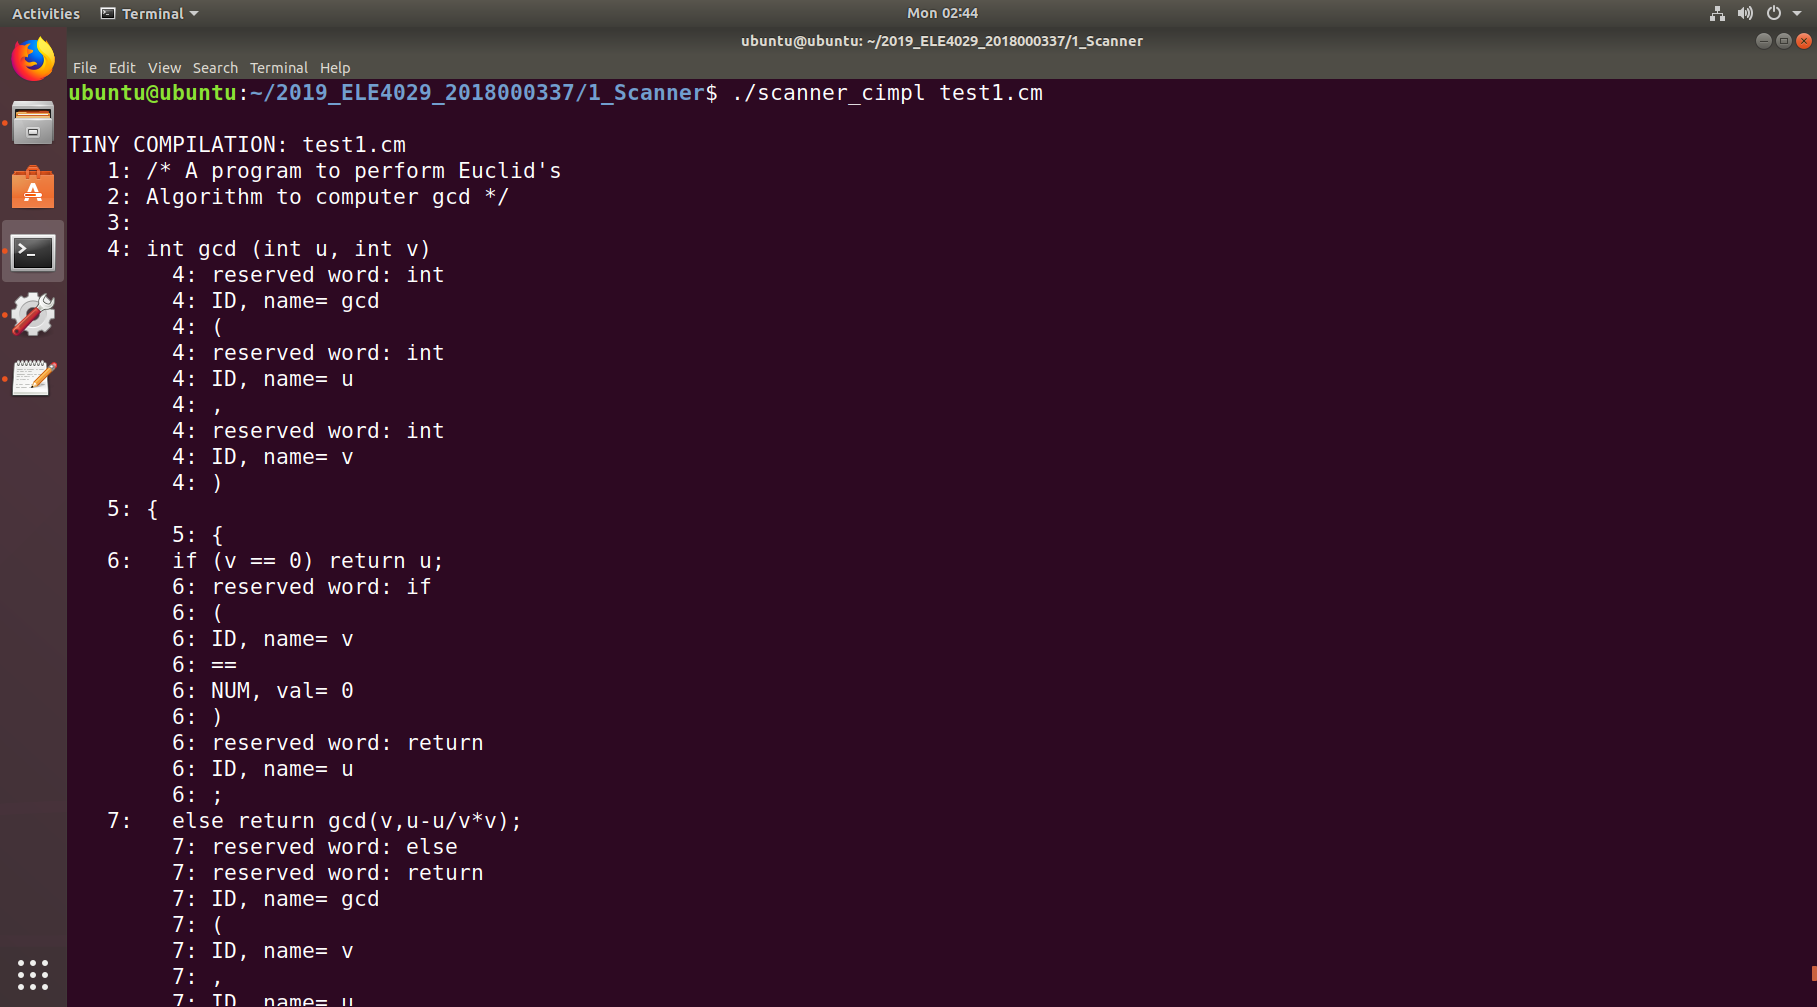 Activities Terminal Mon 02:44
ubuntu@ubuntu: ~/2019_ELE4029_2018000337/1_Scanner
File Edit View Search Terminal Help
ubuntu@ubuntu:~/2019_ELE4029_2018000337/1_Scanner$ ./scanner_cimpl test1.cm
TINY COMPILATION: test1.cm
1: /* A program to perform Euclid's
2: Algorithm to computer gcd */
3:
4: int gcd (int u, int v)
4: reserved word: int
4: ID, name= gcd
4: (
4: reserved word: int
4: ID, name= u
4: ,
4: reserved word: int
4: ID, name= v
4: )
5: {
5: {
6: if (v == 0) return u;
6: reserved word: if
6: (
6: ID, name= v
6: ==
6: NUM, val= 0
6: )
6: reserved word: return
6: ID, name= u
6: ;
7: else return gcd(v,u-u/v*v);
7: reserved word: else
7: reserved word: return
7: ID, name= gcd
7: (
7: ID, name= v
7: ,
7: ID, name= u